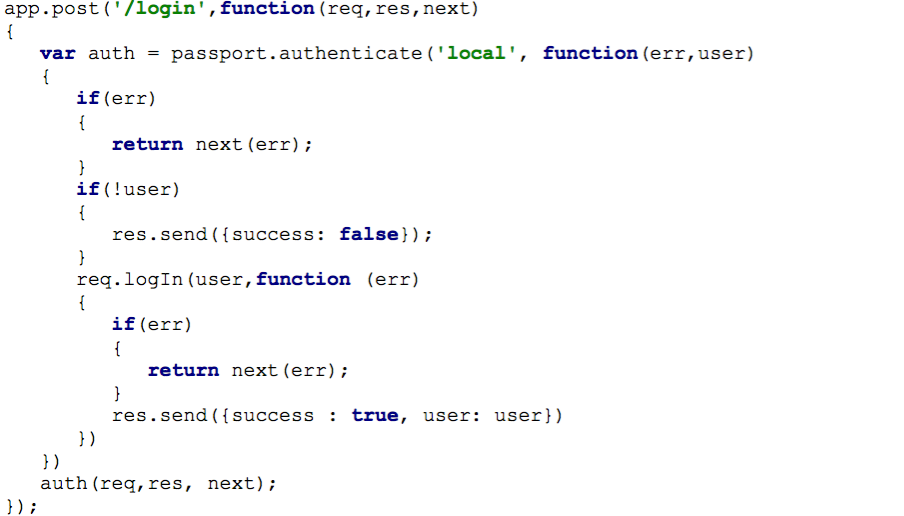 app.post('/login',function(req,res,next)
{
   var auth = passport.authenticate('local', function(err,user)
   {
      if(err)
      {
         return next(err);
      }
      if(!user)
      {
         res.send({success: false});
      }
      req.logIn(user,function (err)
      {
         if(err)
         {
            return next(err);
         }
         res.send({success : true, user: user})
      })
   })
   auth(req,res, next);
});